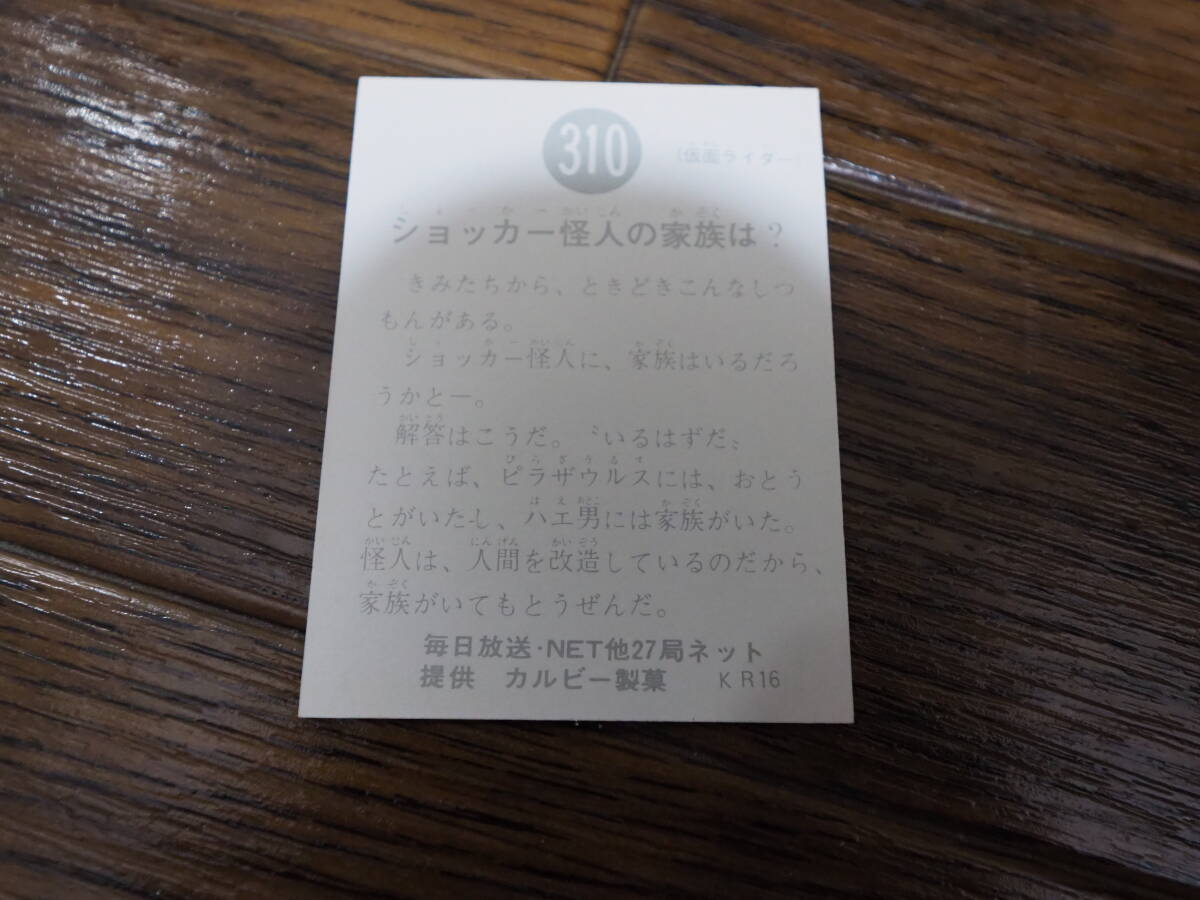 310
(仮面ライダー)
ショッカー怪人の家族は?
きみたちから、ときどきこんなしつ
もんがある。
ショッカー怪人に、家族はいるだろ
うかとー。
解答はこうだ。〝いるはずだ〟
たとえば、ピラザウルスには、おとう
とがいたし、ハエ男には家族がいた。
怪人は、人間を改造しているのだから、
家族がいてもとうぜんだ。
毎日放送・NET他27局ネット
提供 カルビー製菓 KR16